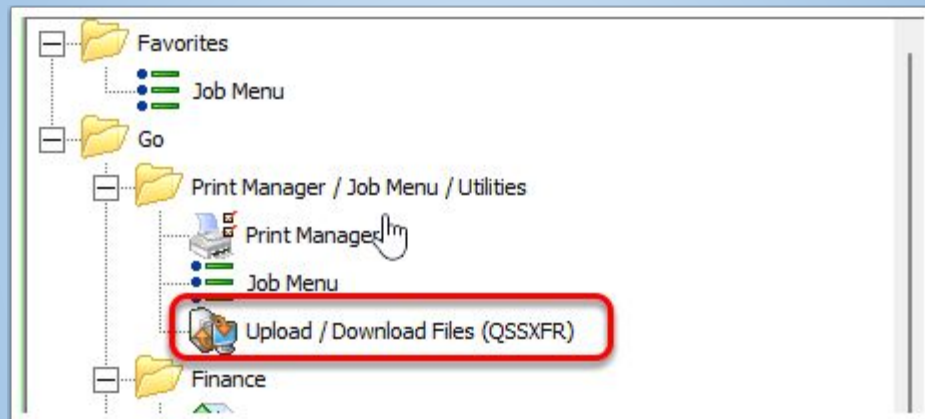 Favorites
Job Menu
Go
Print Manager / Job Menu / Utilities
Print Manager
Job Menu
Upload / Download Files (QSSXFR)
Finance